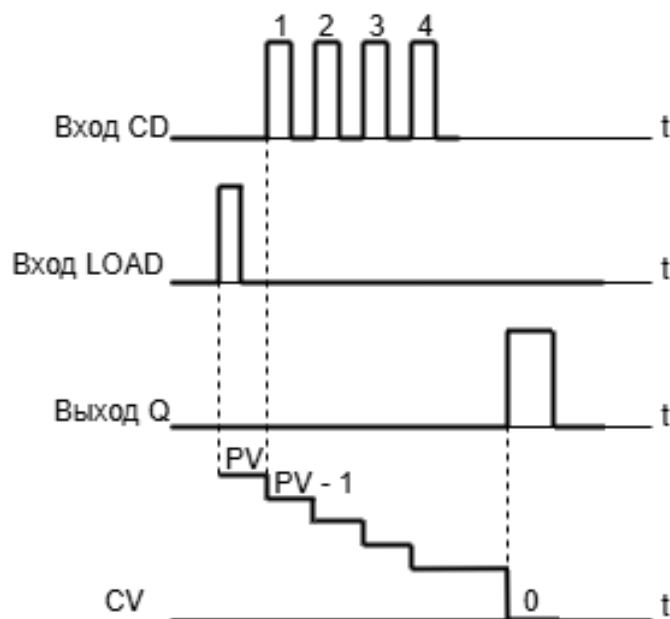 1 2 3 4
Вход CD t
Вход LOAD t
Выход Q t
PV
PV - 1
CV 0 t